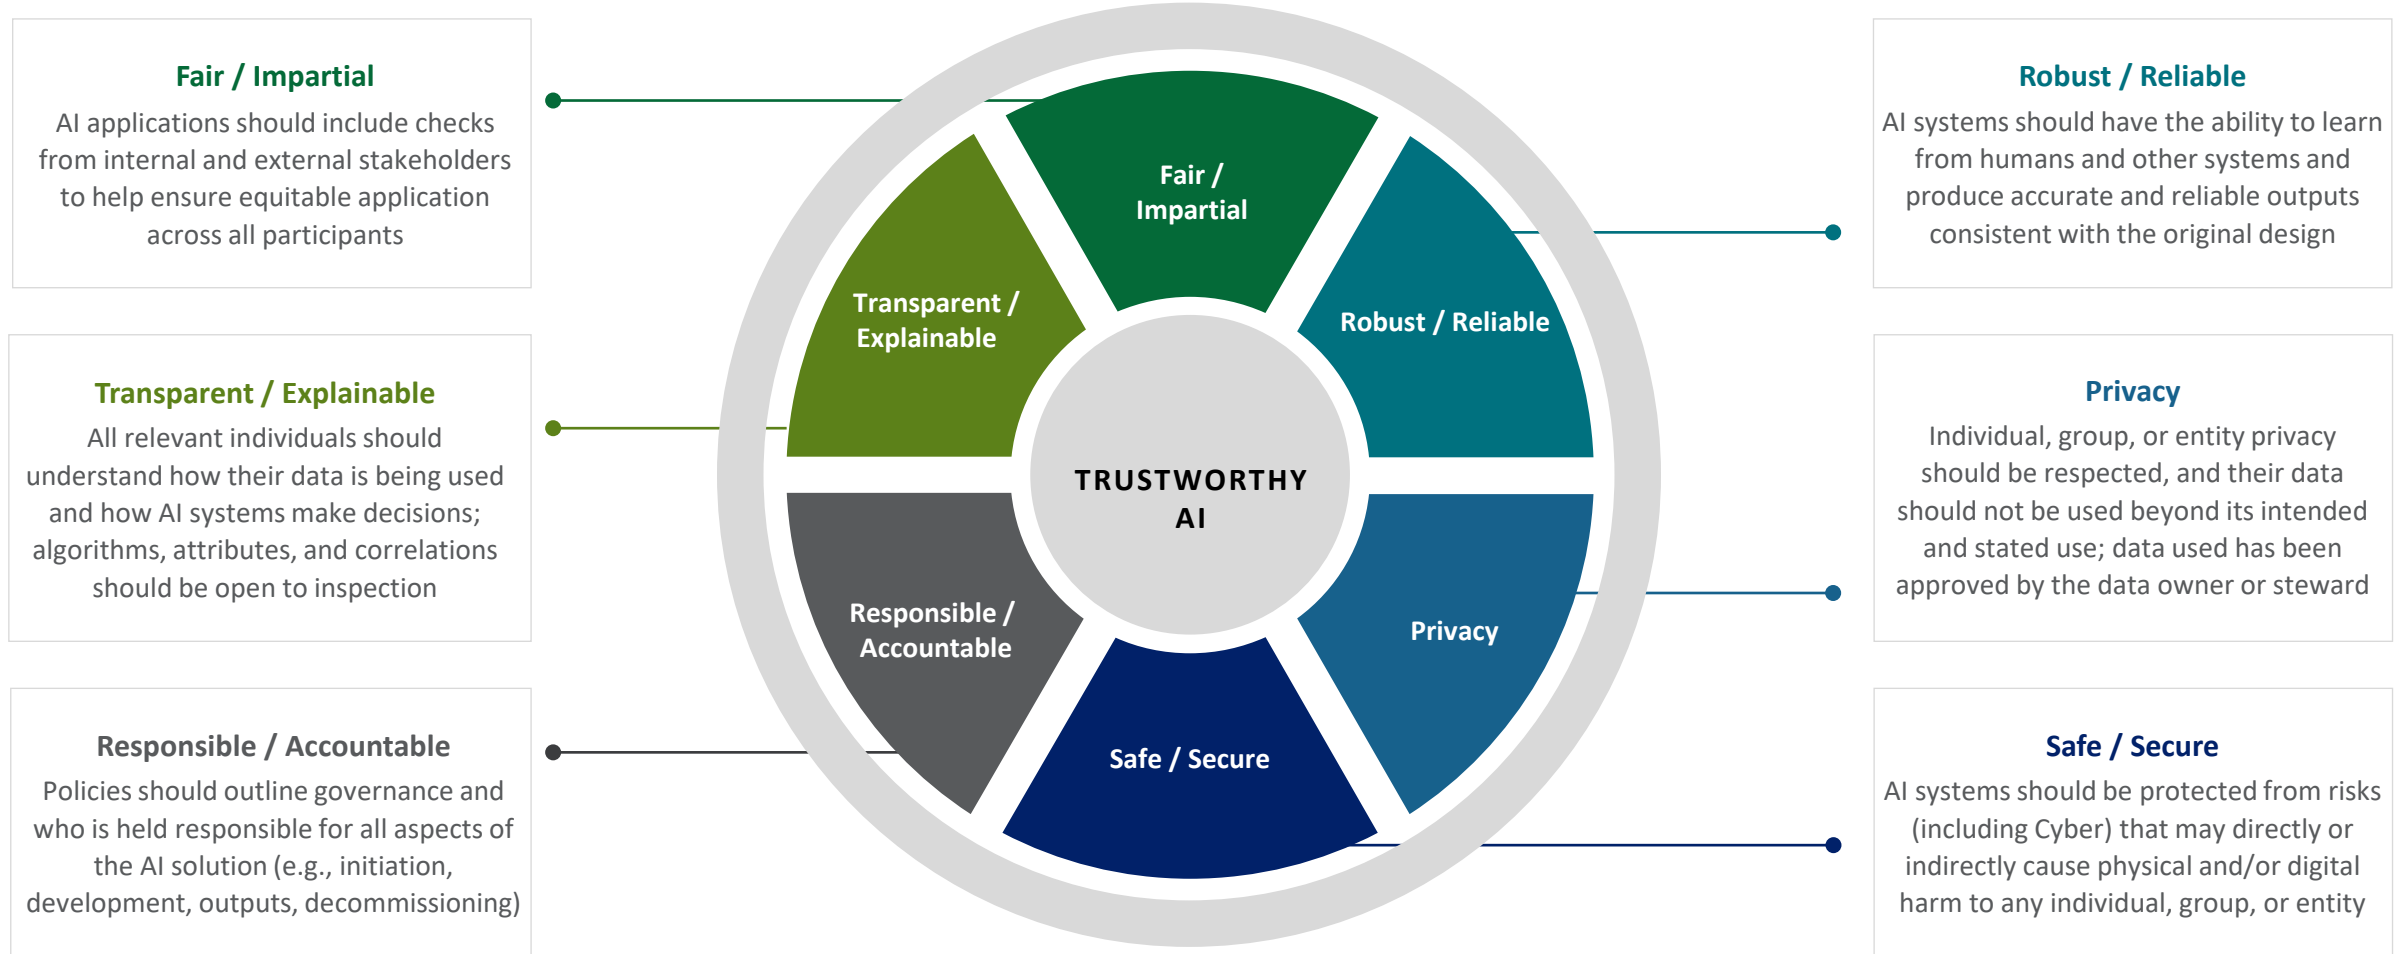 Fair / Impartial
AI applications should include checks
from internal and external stakeholders
to help ensure equitable application
across all participants
Transparent / Explainable
All relevant individuals should
understand how their data is being used
and how AI systems make decisions;
algorithms, attributes, and correlations
should be open to inspection
Responsible / Accountable
Policies should outline governance and
who is held responsible for all aspects of
the AI solution (e.g., initiation,
development, outputs, decommissioning)
Fair /
Impartial
Transparent /
Explainable
Robust / Reliable
TRUSTWORTHY
AI
Responsible /
Accountable
Privacy
Safe / Secure
Robust / Reliable
AI systems should have the ability to learn
from humans and other systems and
produce accurate and reliable outputs
consistent with the original design
Privacy
Individual, group, or entity privacy
should be respected, and their data
should not be used beyond its intended
and stated use; data used has been
approved by the data owner or steward
Safe / Secure
AI systems should be protected from risks
(including Cyber) that may directly or
indirectly cause physical and/or digital
harm to any individual, group, or entity